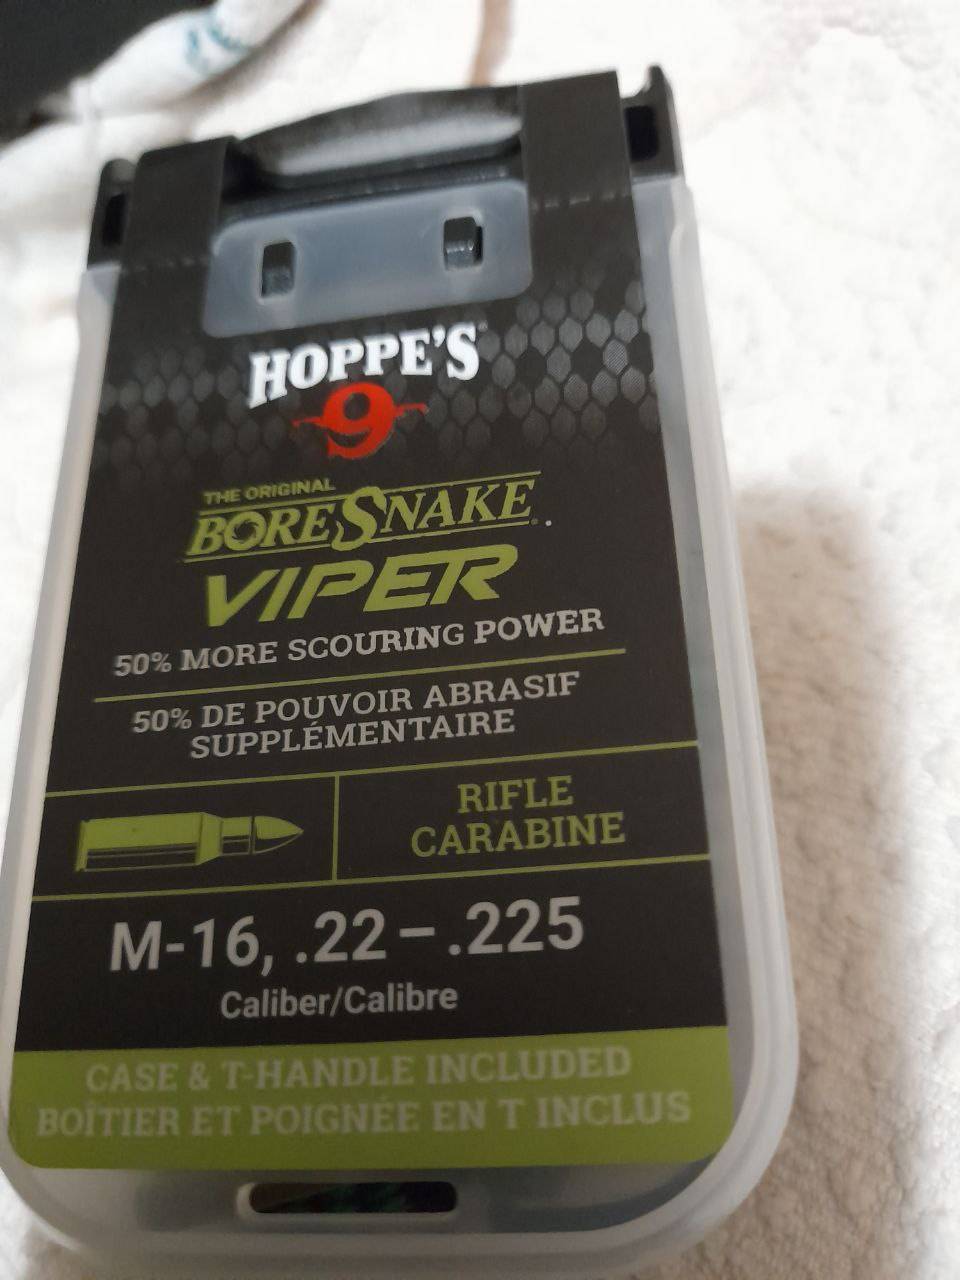 HOPPE'S
9
THE ORIGINAL
BORESNAKE.
VIPER
50% MORE SCOURING POWER
50% DE POUVOIR ABRASIF
SUPPLÉMENTAIRE
RIFLE
CARABINE
M-16, .22 – .225
Caliber/Calibre
CASE & T-HANDLE INCLUDED
BOÎTIER ET POIGNÉE EN T INCLUS